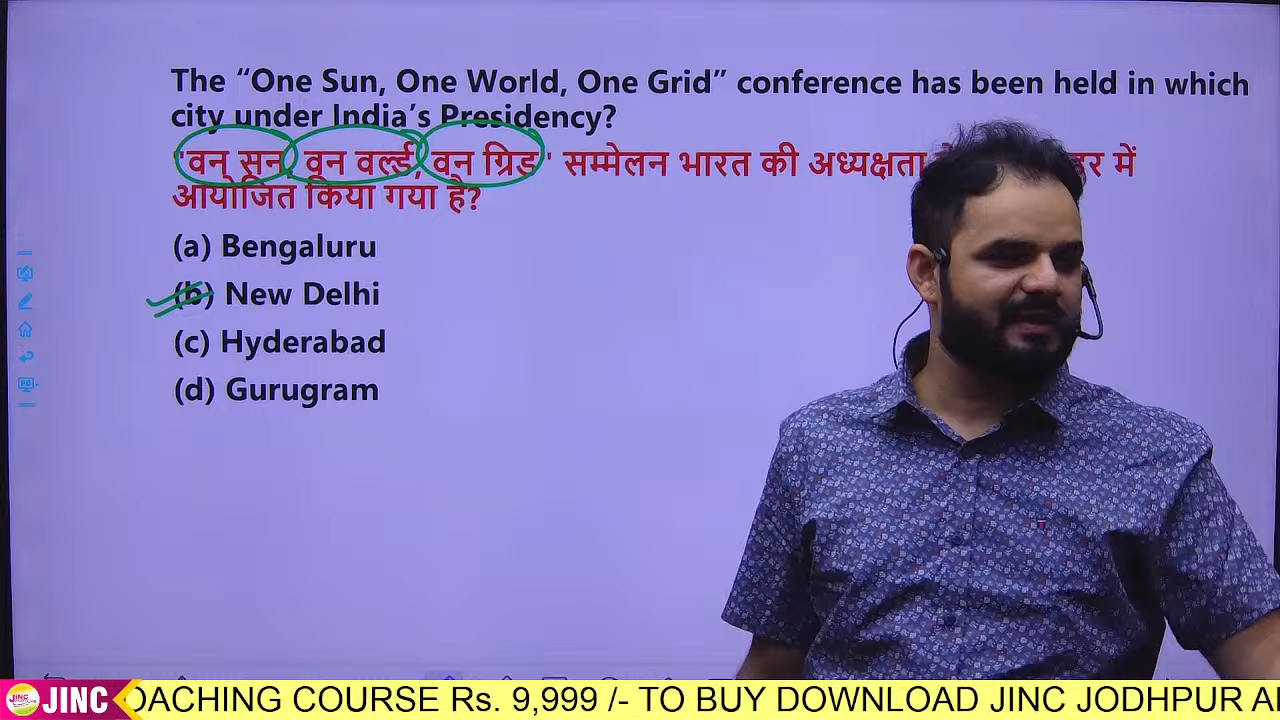 The “One Sun, One World, One Grid” conference has been held in which
city under India’s Presidency?
"वन सन, वन वर्ल्ड, वन ग्रिड" सम्मेलन भारत की अध्यक्षता में
आयोजित किया गया है?
(a) Bengaluru
(b) New Delhi
(c) Hyderabad
(d) Gurugram
JINC OACHING COURSE Rs. 9,999 /- TO BUY DOWNLOAD JINC JODHPUR A